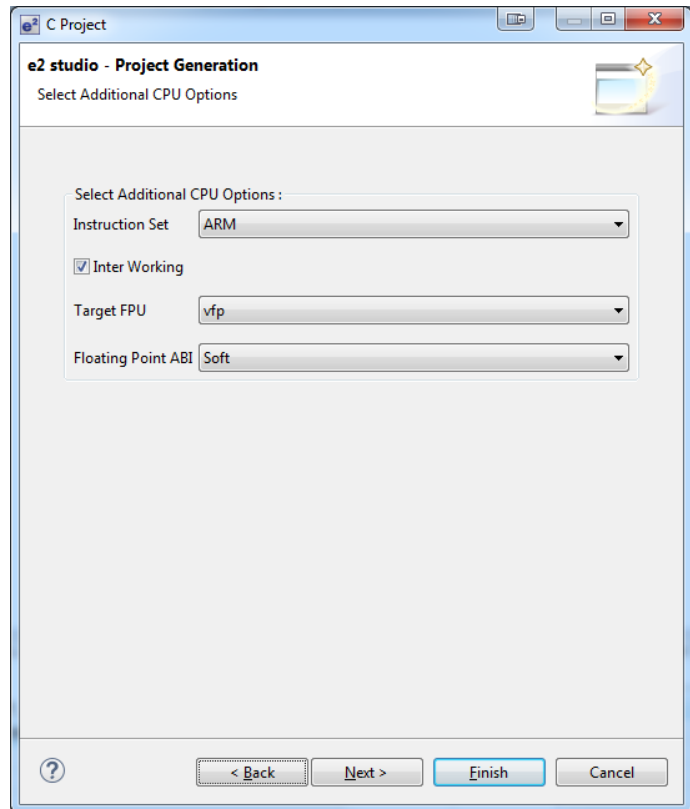 e² C Project
e2 studio - Project Generation
Select Additional CPU Options
Select Additional CPU Options :
Instruction Set ARM
Inter Working
Target FPU vfp
Floating Point ABI Soft
? < Back Next > Finish Cancel